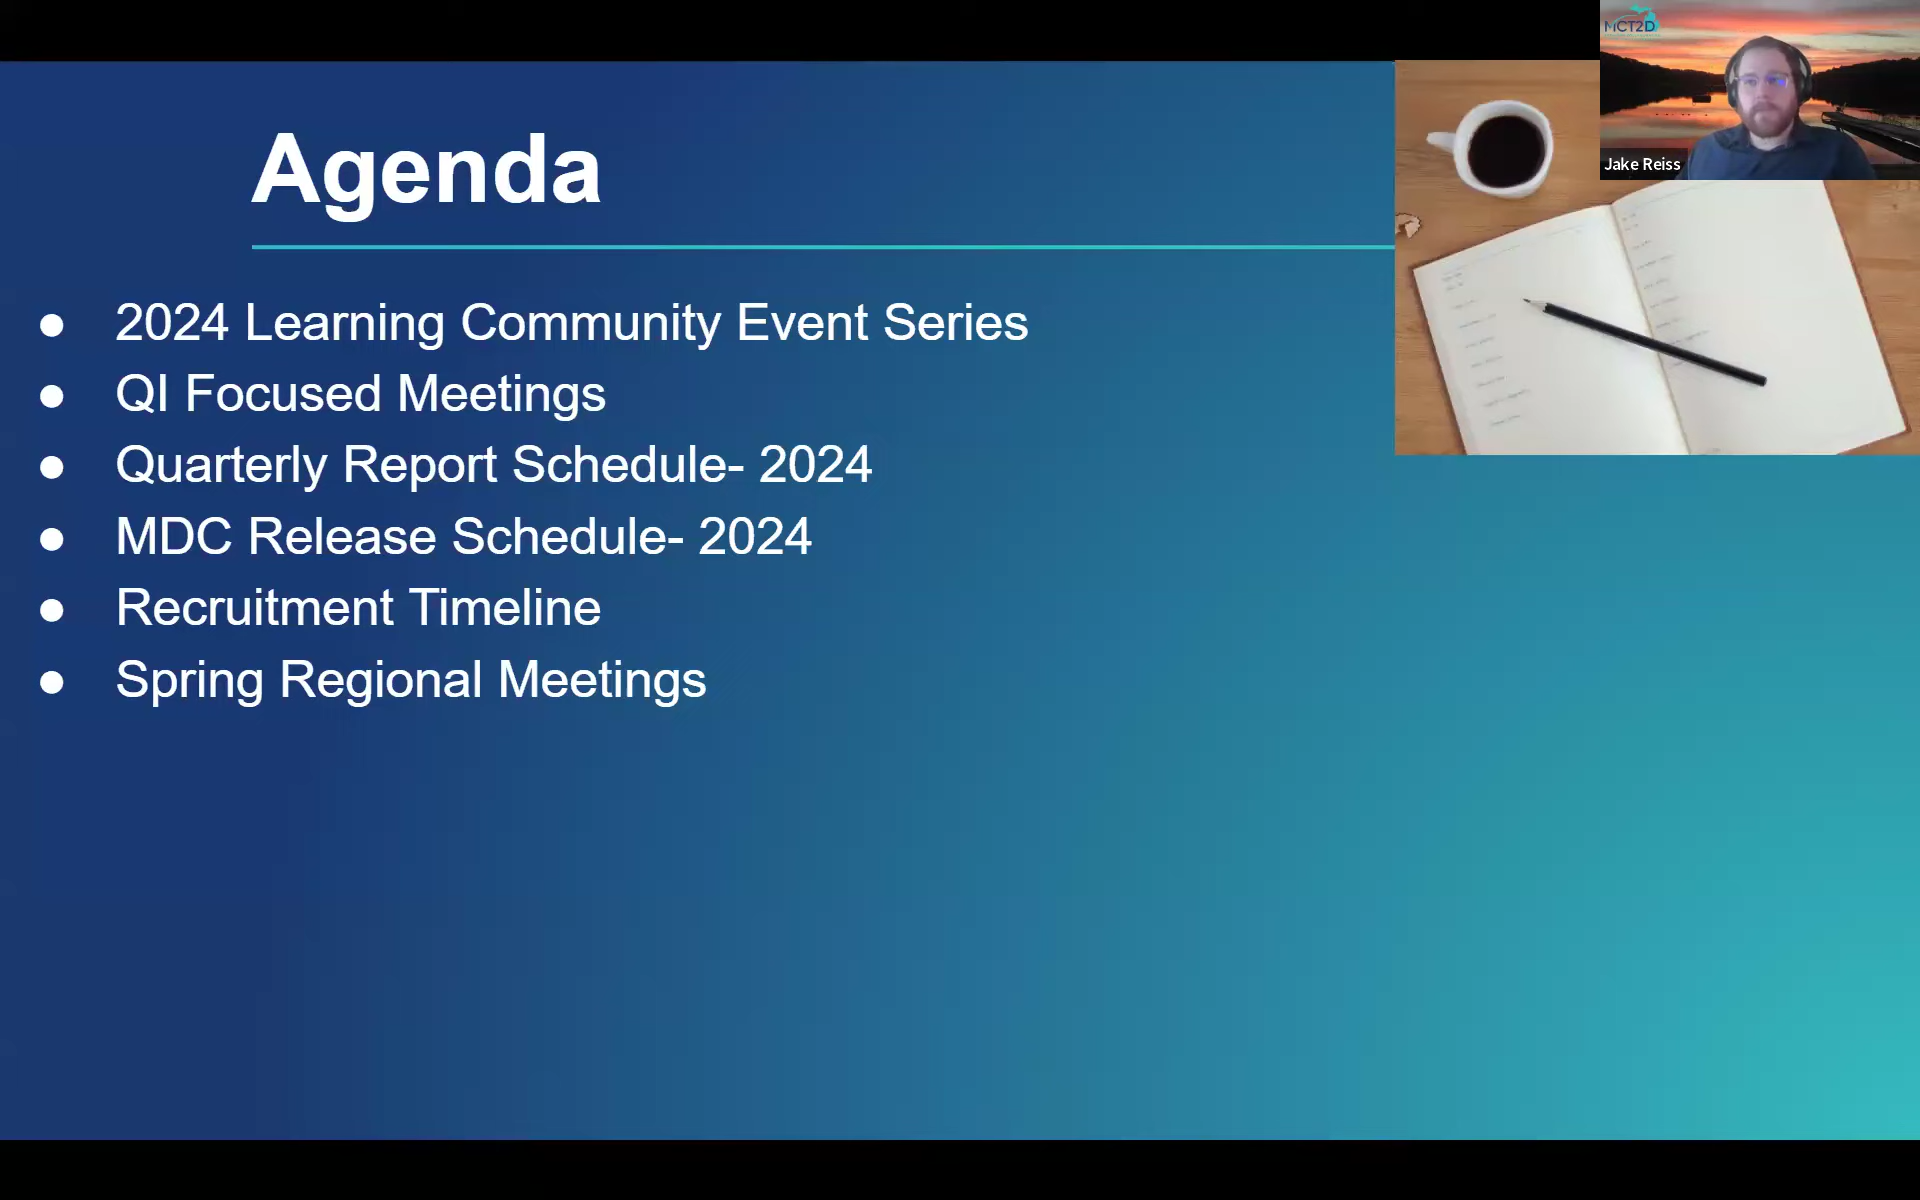 MCT2D
Jake Reiss
Agenda
● 2024 Learning Community Event Series
● QI Focused Meetings
● Quarterly Report Schedule- 2024
● MDC Release Schedule- 2024
● Recruitment Timeline
● Spring Regional Meetings